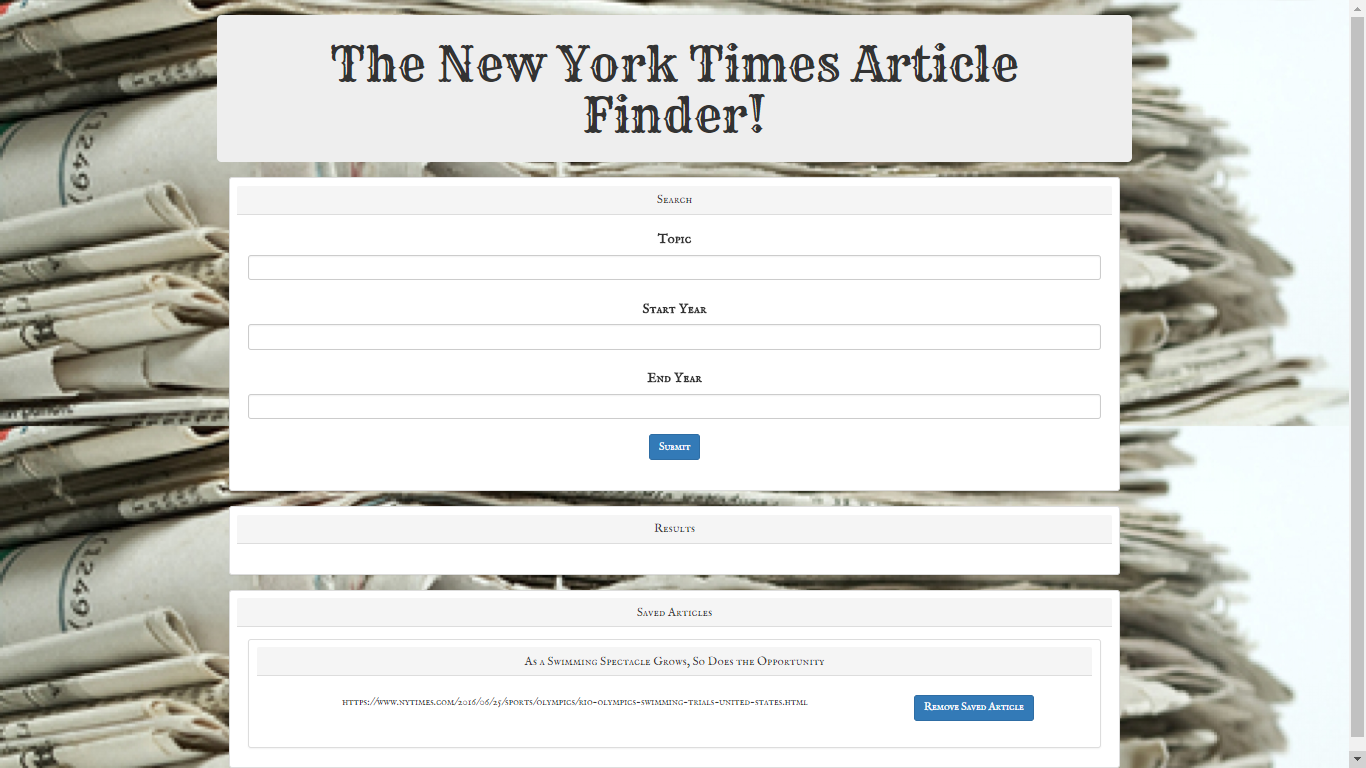 The New York Times Article
Finder!
(1249)
Search
Topic
Start Year
End Year
Submit
Results
(1249)
Saved Articles
As a Swimming Spectacle Grows, So Does the Opportunity
https://www.nytimes.com/2016/06/25/sports/olympics/rio-olympics-swimming-trials-united-states.html
Remove Saved Article